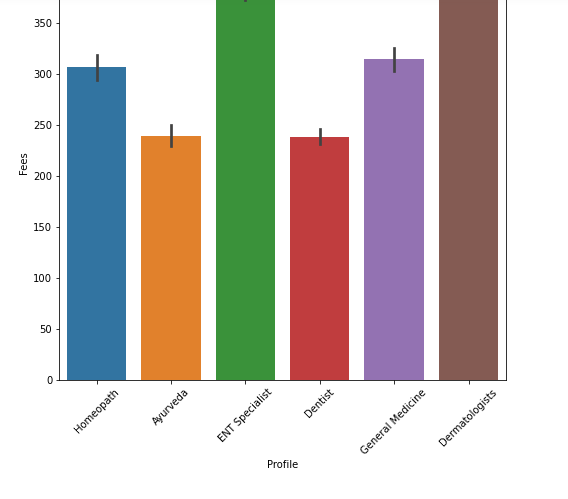 350
300
250
200
150
100
50
0
Fees
Homeopath
Ayurveda
ENT Specialist
Dentist
General Medicine
Dermatologists
Profile